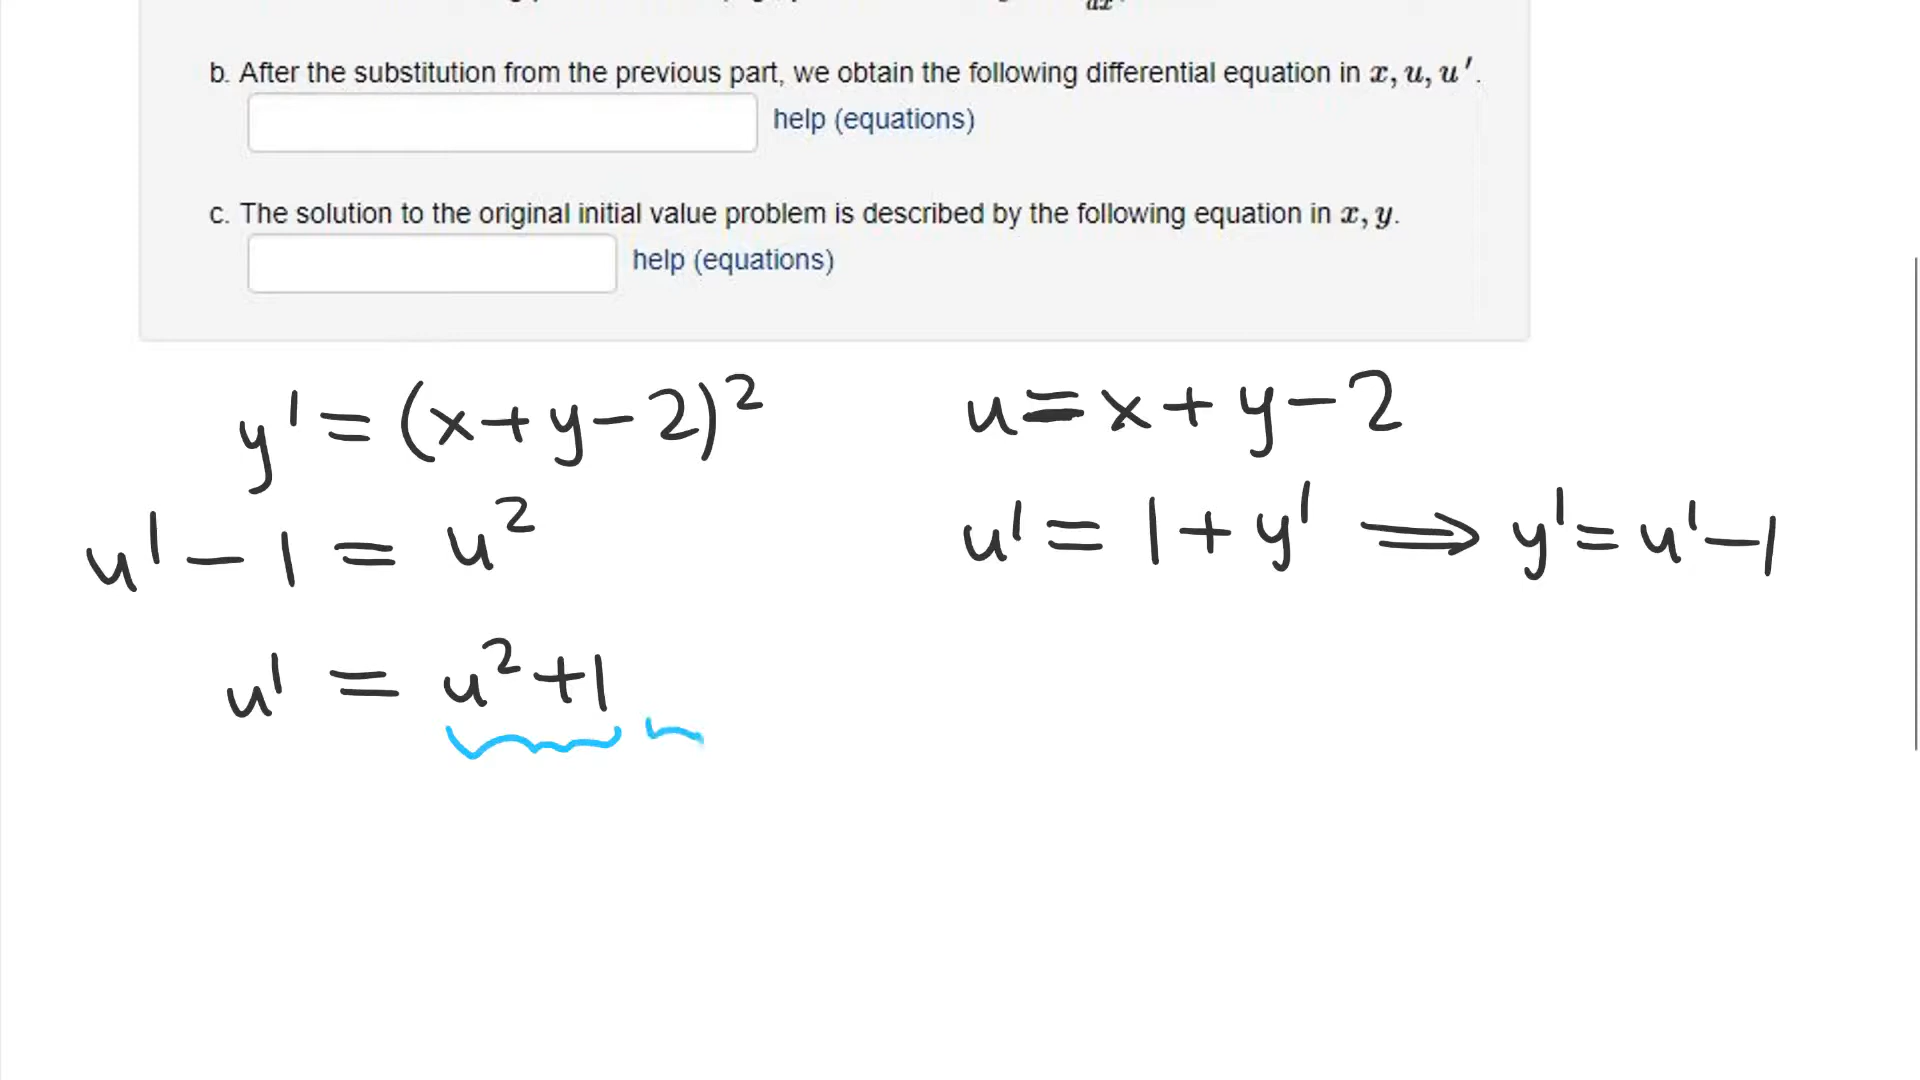 b. After the substitution from the previous part, we obtain the following differential equation in x, u, u′.
help (equations)
c. The solution to the original initial value problem is described by the following equation in x, y.
help (equations)
y' = (x+y-2)²
u = x+y-2
u'-1 = u²
u' = 1+y' ⟹ y' = u'-1
u' = u²+1